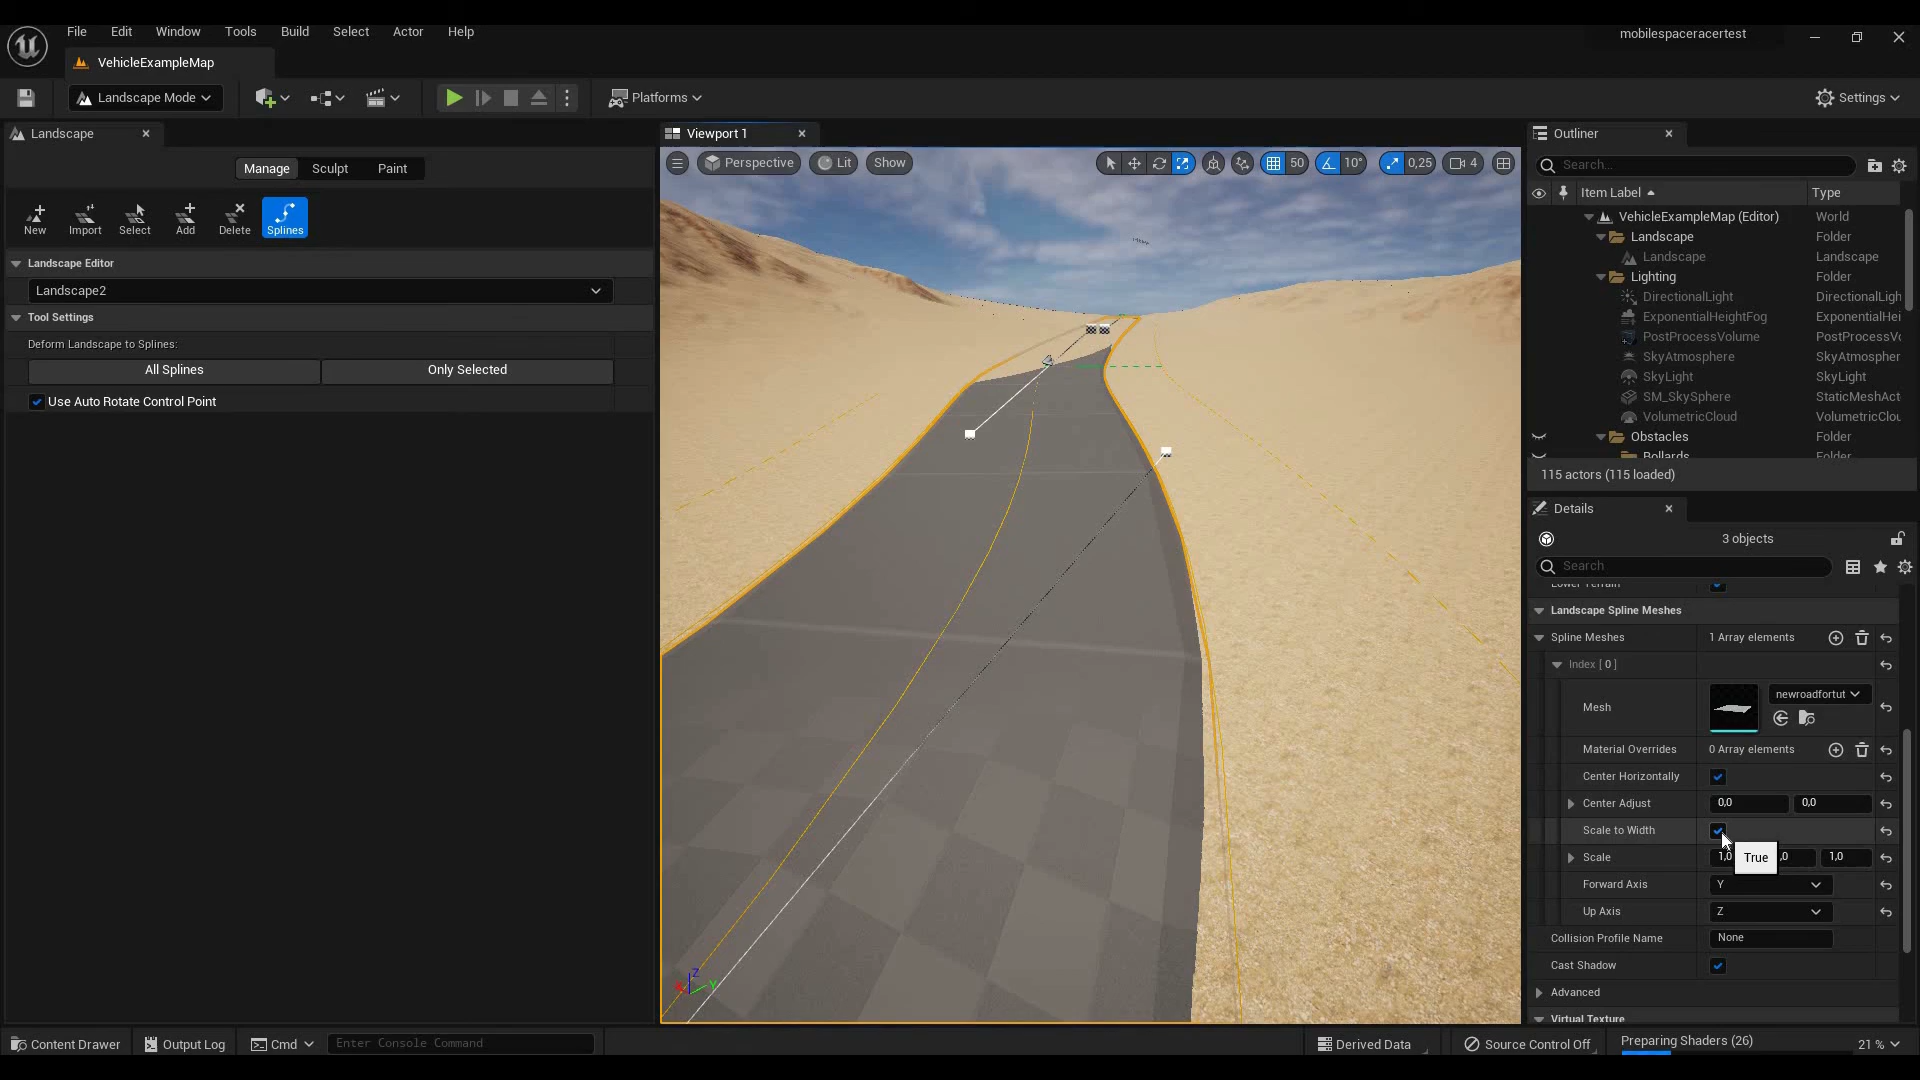 File Edit Window Tools Build Select Actor Help
mobilespaceracertest
VehicleExampleMap
Landscape Mode
Platforms
Settings
Landscape
Viewport 1
Outliner
Manage Sculpt Paint
Perspective Lit Show
50 10° 0,25 4
Search...
Item Label Type
New Import Select Add Delete Splines
VehicleExampleMap (Editor) World
Landscape Folder
Landscape Landscape
Lighting Folder
DirectionalLight DirectionalLigh
ExponentialHeightFog ExponentialHei
PostProcessVolume PostProcessVo
SkyAtmosphere SkyAtmospher
SkyLight SkyLight
SM_SkySphere StaticMeshAct
VolumetricCloud VolumetricClou
Obstacles Folder
Bollards Folder
115 actors (115 loaded)
Landscape Editor
Landscape2
Tool Settings
Deform Landscape to Splines:
All Splines Only Selected
Use Auto Rotate Control Point
Details
3 objects
Search
Lower Terrain
Landscape Spline Meshes
Spline Meshes 1 Array elements
Index [ 0 ]
Mesh newroadfortut
Material Overrides 0 Array elements
Center Horizontally
Center Adjust 0,0 0,0
Scale to Width
Scale 1,0 ,0 1,0
True
Forward Axis Y
Up Axis Z
Collision Profile Name None
Cast Shadow
Advanced
Virtual Texture
Z
Y
Content Drawer Output Log Cmd Enter Console Command
Derived Data Source Control Off Preparing Shaders (26) 21 %